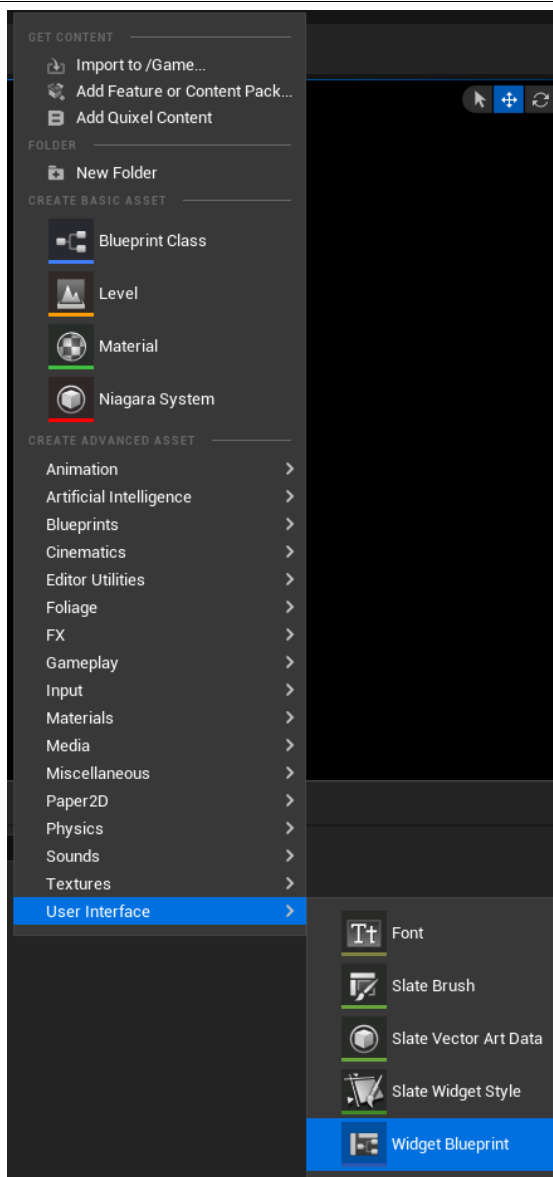 GET CONTENT
Import to /Game...
Add Feature or Content Pack...
Add Quixel Content
FOLDER
New Folder
CREATE BASIC ASSET
Blueprint Class
Level
Material
Niagara System
CREATE ADVANCED ASSET
Animation
Artificial Intelligence
Blueprints
Cinematics
Editor Utilities
Foliage
FX
Gameplay
Input
Materials
Media
Miscellaneous
Paper2D
Physics
Sounds
Textures
User Interface
Tt Font
Slate Brush
Slate Vector Art Data
Slate Widget Style
Widget Blueprint